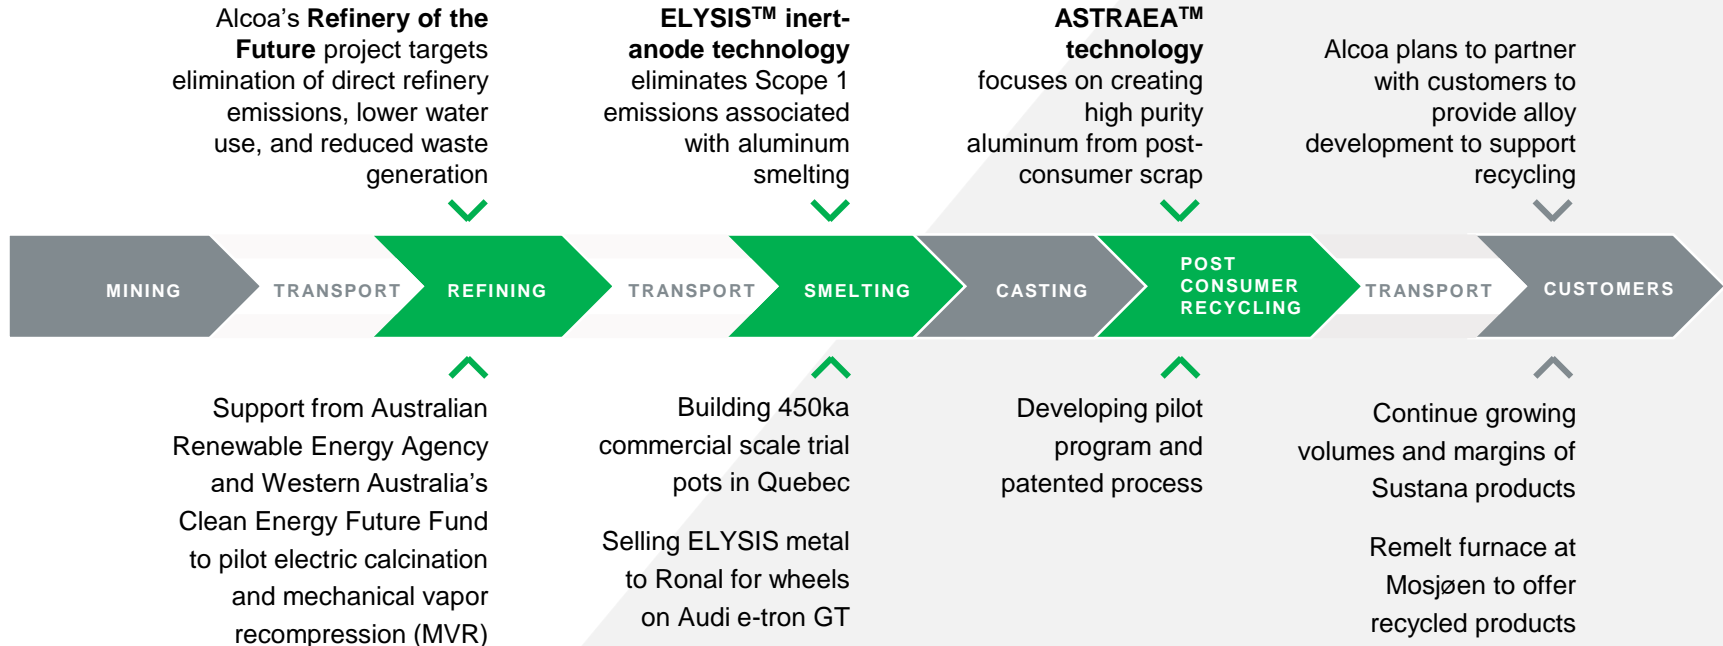 Alcoa’s Refinery of the
Future project targets
elimination of direct refinery
emissions, lower water
use, and reduced waste
generation
ELYSIS™ inert-
anode technology
eliminates Scope 1
emissions associated
with aluminum
smelting
ASTRAEA™
technology
focuses on creating
high purity
aluminum from post-
consumer scrap
Alcoa plans to partner
with customers to
provide alloy
development to support
recycling
MINING
TRANSPORT
REFINING
TRANSPORT
SMELTING
CASTING
POST
CONSUMER
RECYCLING
TRANSPORT
CUSTOMERS
Support from Australian
Renewable Energy Agency
and Western Australia’s
Clean Energy Future Fund
to pilot electric calcination
and mechanical vapor
recompression (MVR)
Building 450ka
commercial scale trial
pots in Quebec
Selling ELYSIS metal
to Ronal for wheels
on Audi e-tron GT
Developing pilot
program and
patented process
Continue growing
volumes and margins of
Sustana products
Remelt furnace at
Mosjøen to offer
recycled products